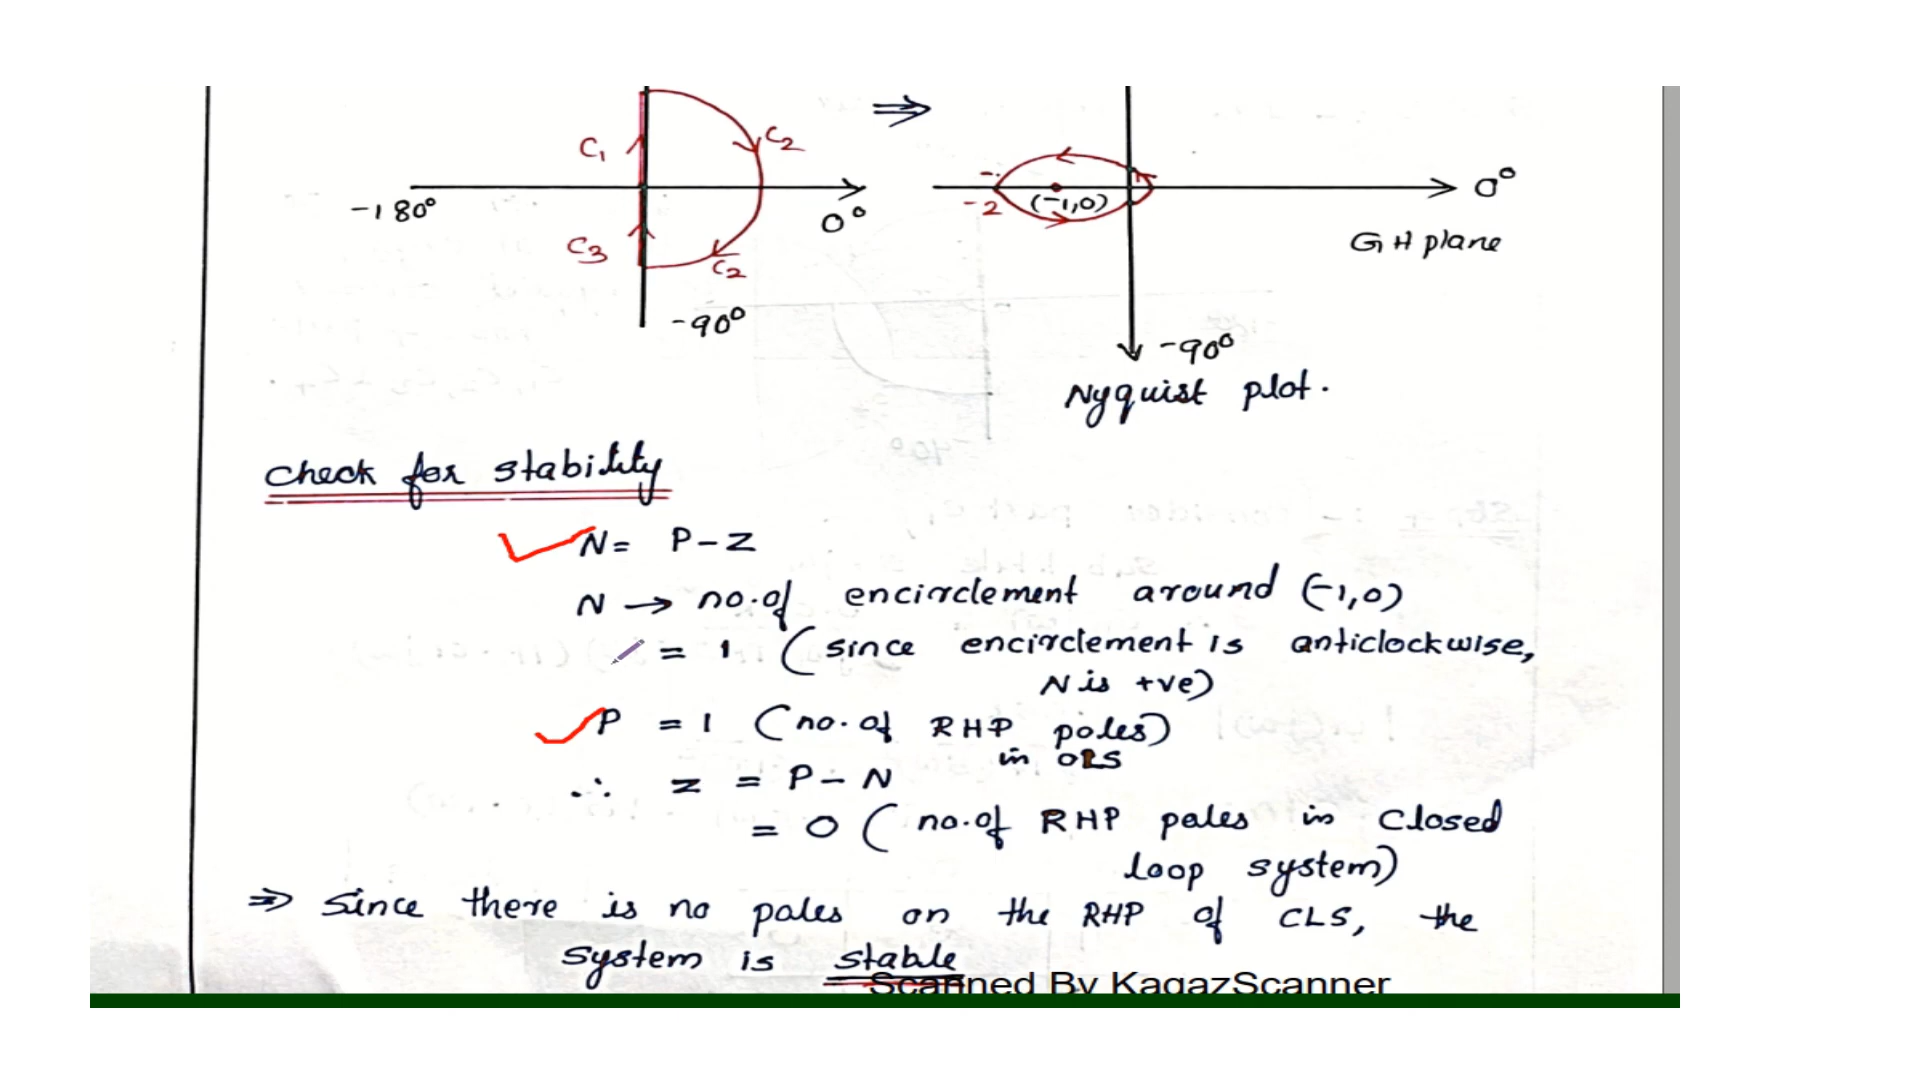 C1
C2
⇒
-180°
0°
C3
C2
-90°
-2
(-1,0)
0°
GH plane
-90°
Nyquist plot.
Check for stability
N = P - Z
N → no. of encirclement around (-1,0)
= 1 (since encirclement is anticlockwise,
N is +ve)
P = 1 (no. of RHP poles)
in OLS
∴ Z = P - N
= 0 (no. of RHP poles in Closed
loop system)
⇒ Since there is no poles on the RHP of CLS, the
system is stable
Scanned By KagazScanner